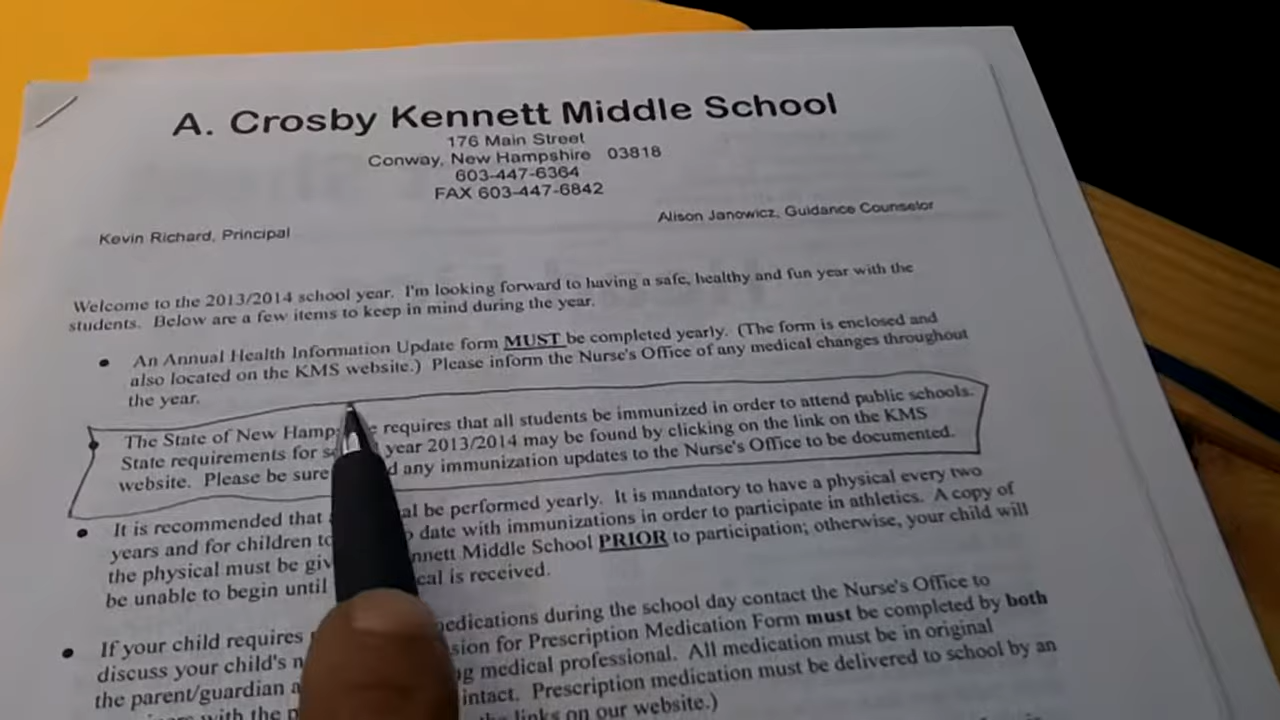 A. Crosby Kennett Middle School
176 Main Street
Conway, New Hampshire 03818
603-447-6364
FAX 603-447-6842
Kevin Richard, Principal
Alison Janowicz, Guidance Counselor
Welcome to the 2013/2014 school year. I'm looking forward to having a safe, healthy and fun year with the
students. Below are a few items to keep in mind during the year.
• An Annual Health Information Update form MUST be completed yearly. (The form is enclosed and
also located on the KMS website.) Please inform the Nurse's Office of any medical changes throughout
the year.
• The State of New Hamp e requires that all students be immunized in order to attend public schools.
State requirements for s year 2013/2014 may be found by clicking on the link on the KMS
website. Please be sure d any immunization updates to the Nurse's Office to be documented.
• It is recommended that al be performed yearly. It is mandatory to have a physical every two
years and for children to date with immunizations in order to participate in athletics. A copy of
the physical must be giv nnett Middle School PRIOR to participation; otherwise, your child will
be unable to begin until cal is received.
• If your child requires edications during the school day contact the Nurse's Office to
discuss your child's n sion for Prescription Medication Form must be completed by both
the parent/guardian a g medical professional. All medication must be in original
intact. Prescription medication must be delivered to school by an
with the p the links on our website.)